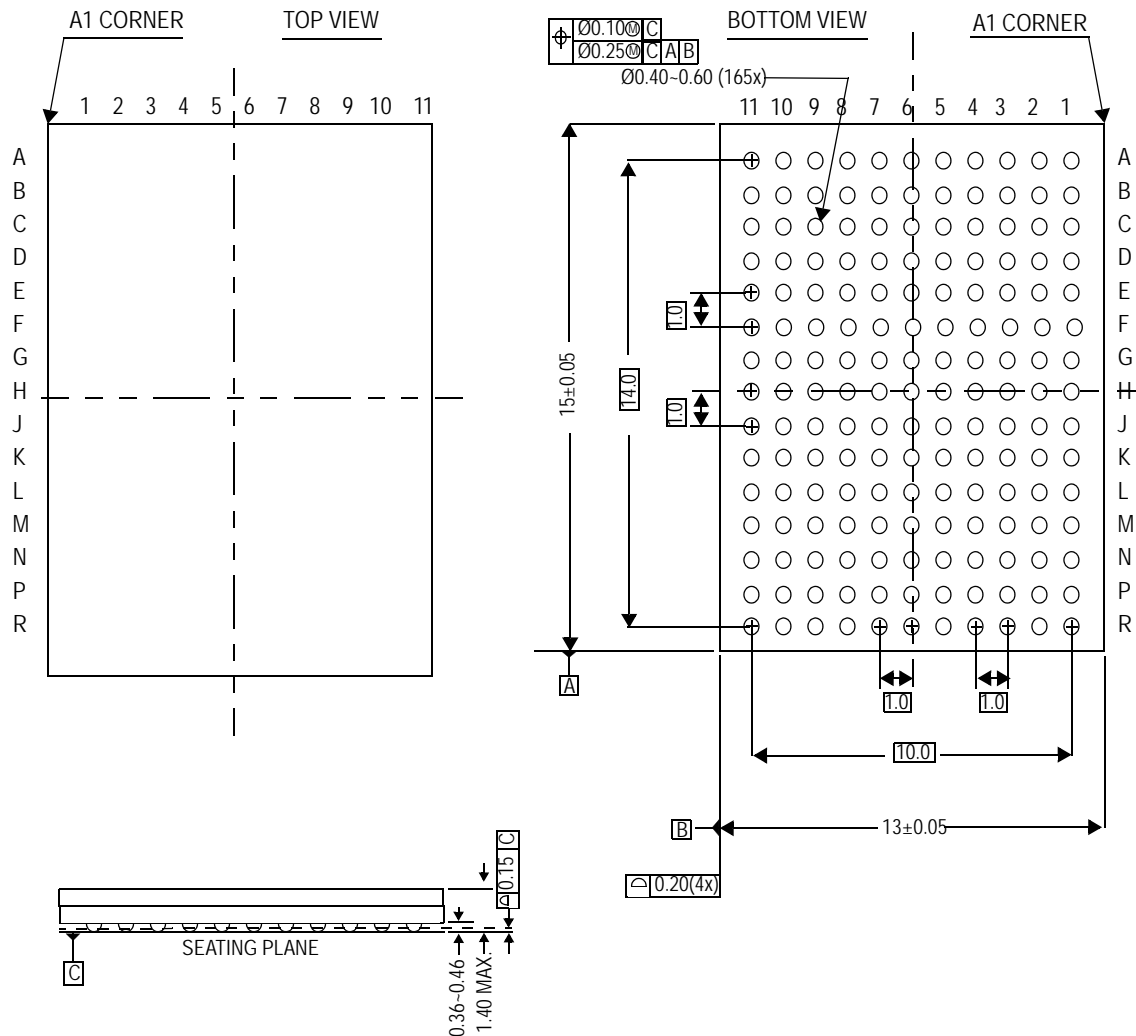 A1 CORNER
TOP VIEW
BOTTOM VIEW
A1 CORNER
Ø0.10Ⓜ C
Ø0.25Ⓜ C A B
Ø0.40~0.60 (165x)
1 2 3 4 5 6 7 8 9 10 11
11 10 9 8 7 6 5 4 3 2 1
A
B
C
D
E
F
G
H
J
K
L
M
N
P
R
A
B
C
D
E
F
G
H
J
K
L
M
N
P
R
15±0.05
14.0
1.0
1.0
A
1.0
1.0
10.0
B
13±0.05
0.20(4x)
0.15 C
SEATING PLANE
C
0.36~0.46
1.40 MAX.